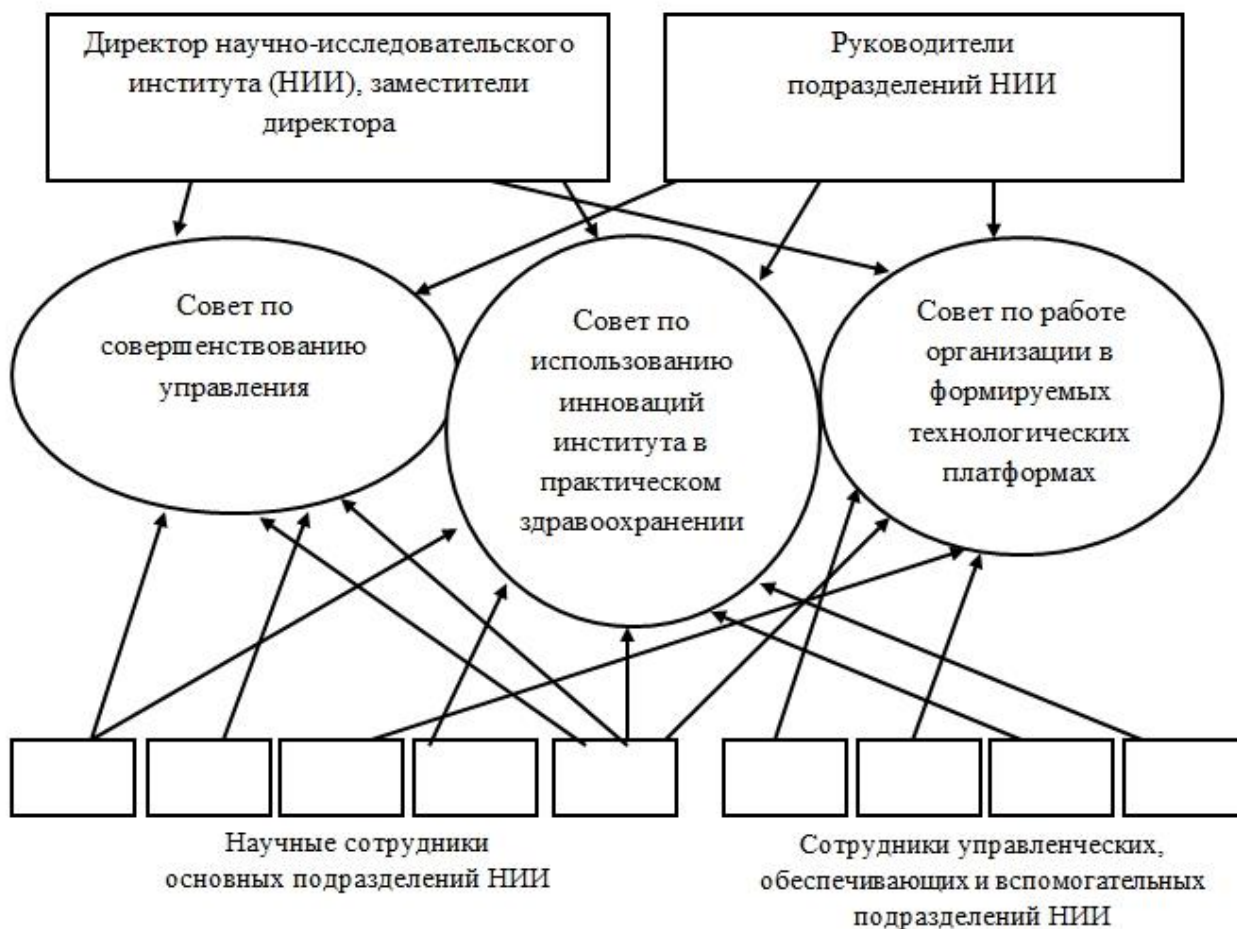 Директор научно-исследовательского
института (НИИ), заместители
директора
Руководители
подразделений НИИ
Совет по
совершенствованию
управления
Совет по
использованию
инноваций
института в
практическом
здравоохранении
Совет по работе
организации в
формируемых
технологических
платформах
Научные сотрудники
основных подразделений НИИ
Сотрудники управленческих,
обеспечивающих и вспомогательных
подразделений НИИ